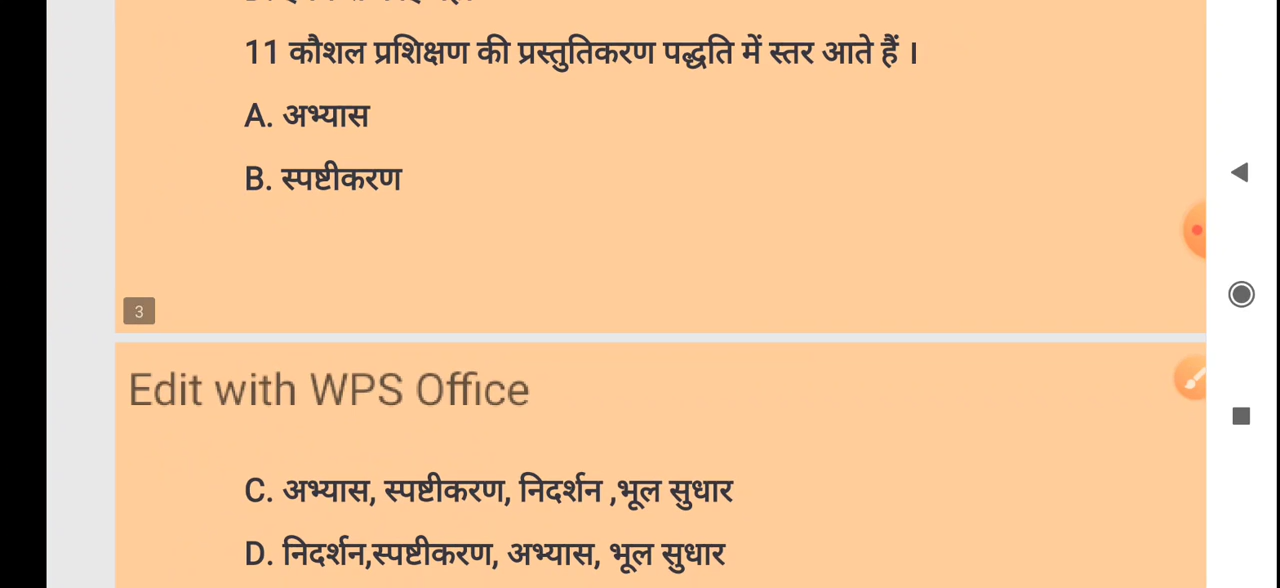 11 कौशल प्रशिक्षण की प्रस्तुतिकरण पद्धति में स्तर आते हैं ।
A. अभ्यास
B. स्पष्टीकरण
3
Edit with WPS Office
C. अभ्यास, स्पष्टीकरण, निदर्शन ,भूल सुधार
D. निदर्शन,स्पष्टीकरण, अभ्यास, भूल सुधार